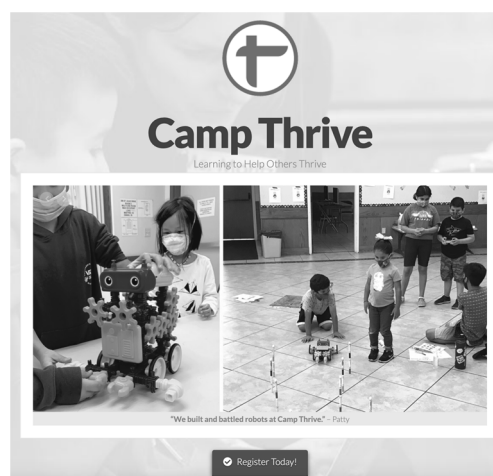 Camp Thrive
Learning to Help Others Thrive
"We built and battled robots at Camp Thrive." – Patty
Register Today!